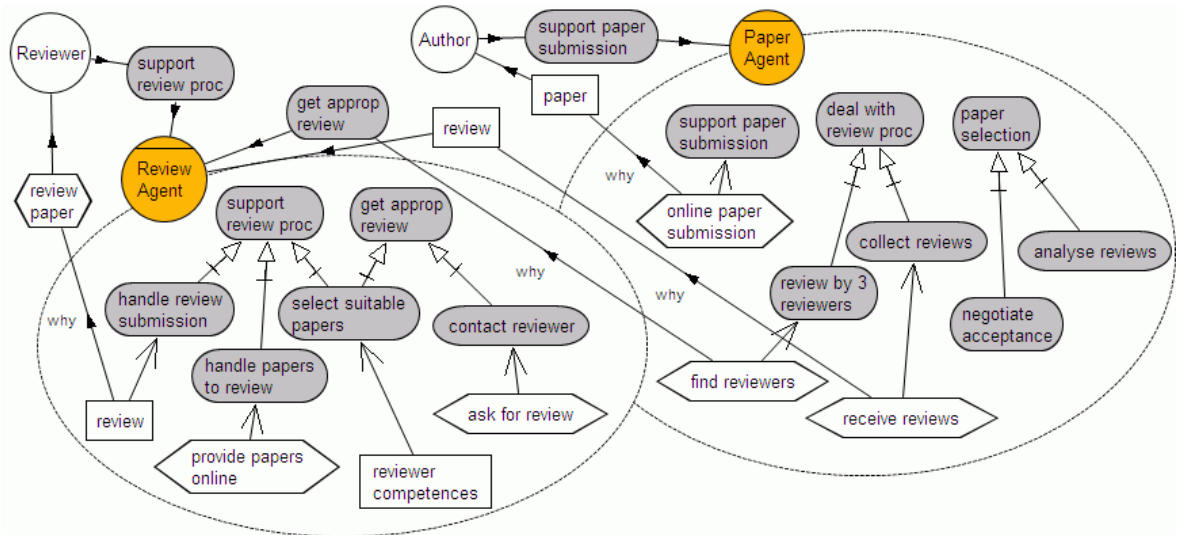 Reviewer
support
review proc
Author
support paper
submission
Paper
Agent
get approp
review
review
paper
Review
Agent
review
paper
support paper
submission
deal with
review proc
paper
selection
why
support
review proc
get approp
review
online paper
submission
collect reviews
analyse reviews
why
why
review by 3
reviewers
handle review
submission
select suitable
papers
contact reviewer
negotiate
acceptance
why
handle papers
to review
find reviewers
review
ask for review
receive reviews
provide papers
online
reviewer
competences